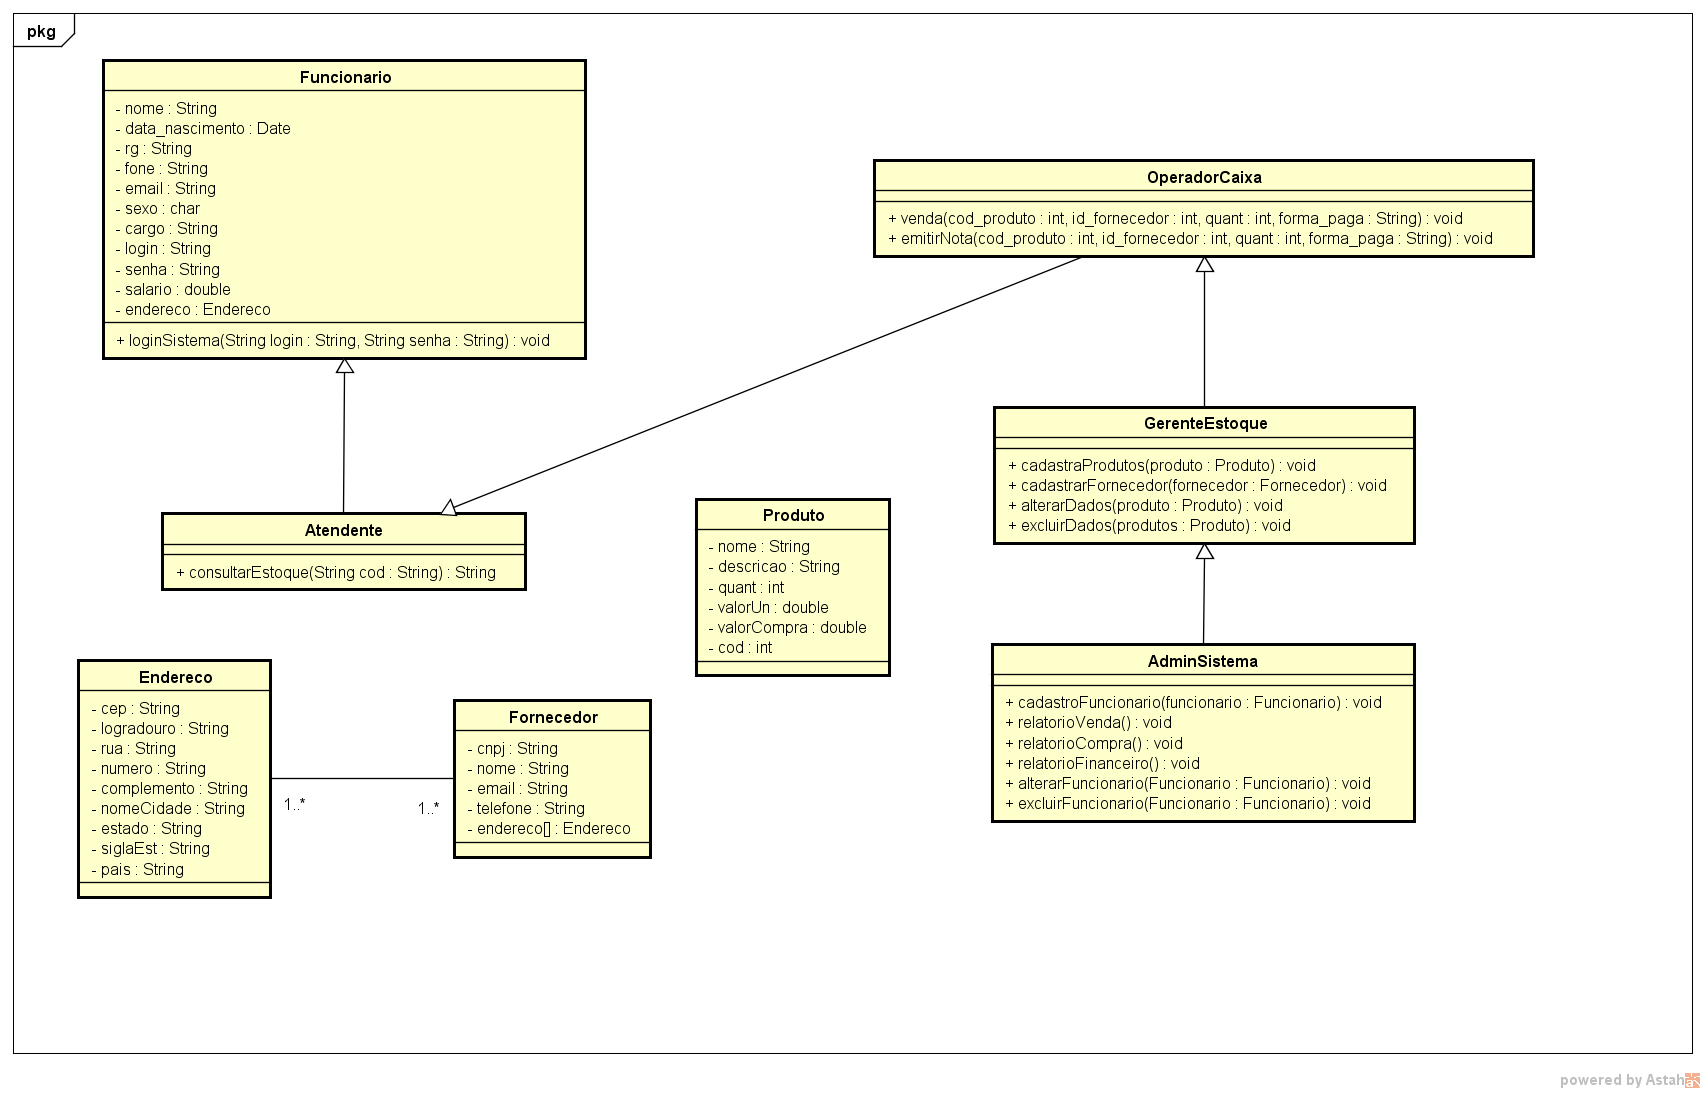 pkg
Funcionario
- nome : String
- data_nascimento : Date
- rg : String
- fone : String
- email : String
- sexo : char
- cargo : String
- login : String
- senha : String
- salario : double
- endereco : Endereco
+ loginSistema(String login : String, String senha : String) : void
OperadorCaixa
+ venda(cod_produto : int, id_fornecedor : int, quant : int, forma_paga : String) : void
+ emitirNota(cod_produto : int, id_fornecedor : int, quant : int, forma_paga : String) : void
GerenteEstoque
+ cadastraProdutos(produto : Produto) : void
+ cadastrarFornecedor(fornecedor : Fornecedor) : void
+ alterarDados(produto : Produto) : void
+ excluirDados(produtos : Produto) : void
Atendente
+ consultarEstoque(String cod : String) : String
Produto
- nome : String
- descricao : String
- quant : int
- valorUn : double
- valorCompra : double
- cod : int
AdminSistema
+ cadastroFuncionario(funcionario : Funcionario) : void
+ relatorioVenda() : void
+ relatorioCompra() : void
+ relatorioFinanceiro() : void
+ alterarFuncionario(Funcionario : Funcionario) : void
+ excluirFuncionario(Funcionario : Funcionario) : void
Endereco
- cep : String
- logradouro : String
- rua : String
- numero : String
- complemento : String
- nomeCidade : String
- estado : String
- siglaEst : String
- pais : String
1..*
1..*
Fornecedor
- cnpj : String
- nome : String
- email : String
- telefone : String
- endereco[] : Endereco
powered by Astah